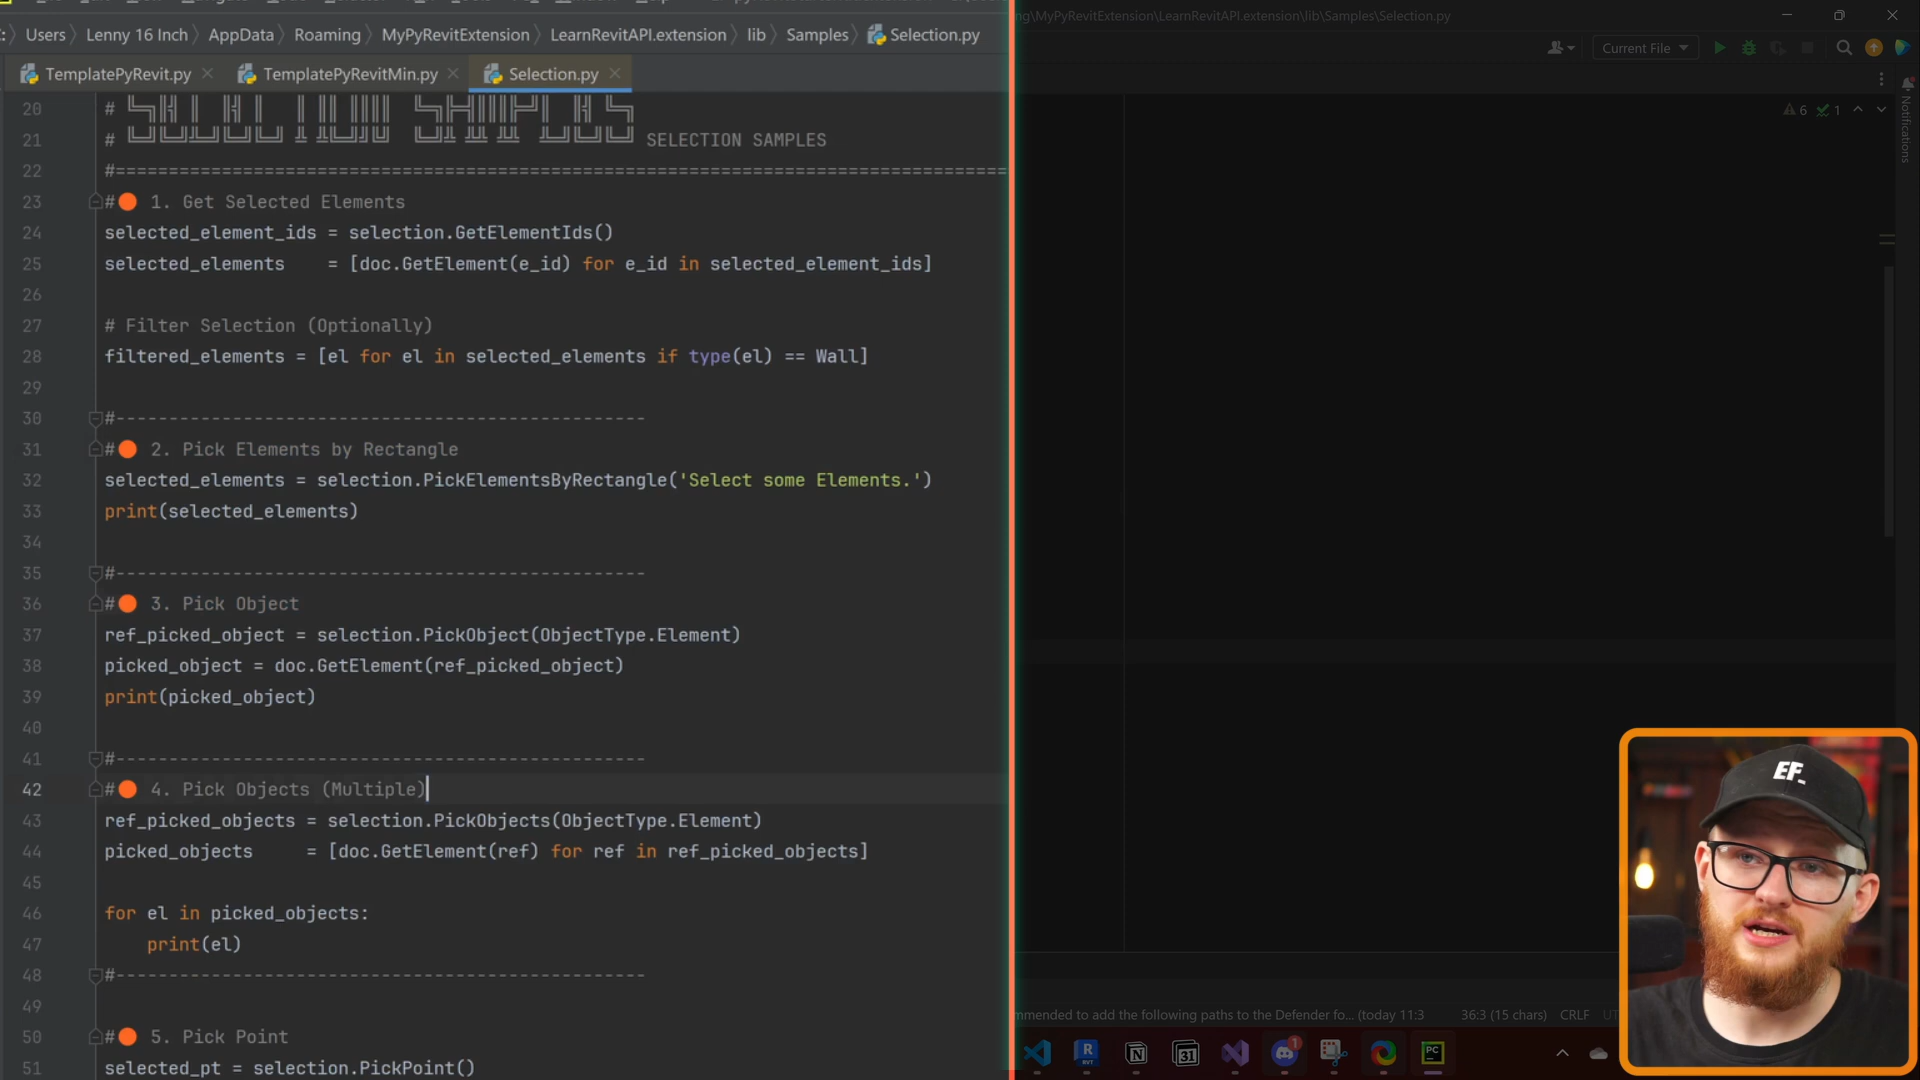 Users
Lenny 16 Inch
AppData
Roaming
MyPyRevitExtension
LearnRevitAPI.extension
lib
Samples
Selection.py
ng\MyPyRevitExtension\LearnRevitAPI.extension\lib\Samples\Selection.py
Current File
TemplatePyRevit.py
TemplatePyRevitMin.py
Selection.py
6
1
Notifications
20 #
21 # SELECTION SAMPLES
22 #====================================================================================
23 # 1. Get Selected Elements
24 selected_element_ids = selection.GetElementIds()
25 selected_elements    = [doc.GetElement(e_id) for e_id in selected_element_ids]
26
27 # Filter Selection (Optionally)
28 filtered_elements = [el for el in selected_elements if type(el) == Wall]
29
30 #--------------------------------------------------
31 # 2. Pick Elements by Rectangle
32 selected_elements = selection.PickElementsByRectangle('Select some Elements.')
33 print(selected_elements)
34
35 #--------------------------------------------------
36 # 3. Pick Object
37 ref_picked_object = selection.PickObject(ObjectType.Element)
38 picked_object = doc.GetElement(ref_picked_object)
39 print(picked_object)
40
41 #--------------------------------------------------
42 # 4. Pick Objects (Multiple)
43 ref_picked_objects = selection.PickObjects(ObjectType.Element)
44 picked_objects     = [doc.GetElement(ref) for ref in ref_picked_objects]
45
46 for el in picked_objects:
47     print(el)
48 #--------------------------------------------------
49
50 # 5. Pick Point
51 selected_pt = selection.PickPoint()
mmended to add the following paths to the Defender fo... (today 11:3
36:3 (15 chars)
CRLF
EF_
R
RVT
N
31
1
PC